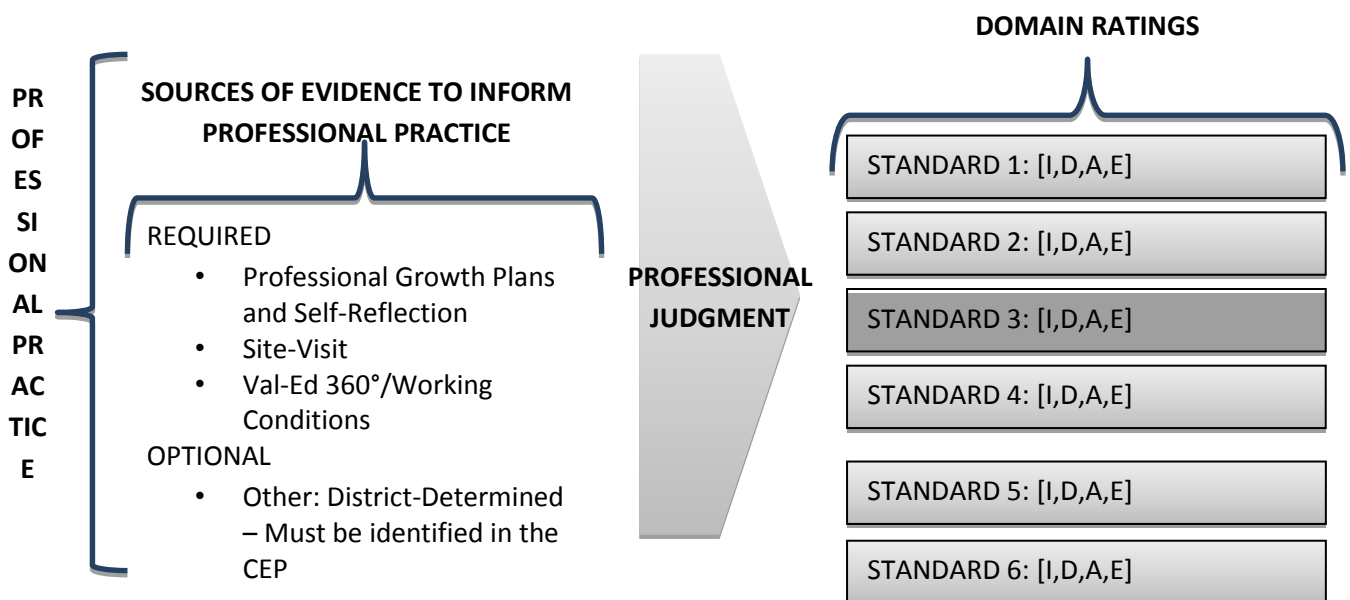 DOMAIN RATINGS
PR
OF
ES
SI
ON
AL
PR
AC
TIC
E
SOURCES OF EVIDENCE TO INFORM
PROFESSIONAL PRACTICE
REQUIRED
• Professional Growth Plans
and Self-Reflection
• Site-Visit
• Val-Ed 360°/Working
Conditions
OPTIONAL
• Other: District-Determined
– Must be identified in the
CEP
PROFESSIONAL
JUDGMENT
STANDARD 1: [I,D,A,E]
STANDARD 2: [I,D,A,E]
STANDARD 3: [I,D,A,E]
STANDARD 4: [I,D,A,E]
STANDARD 5: [I,D,A,E]
STANDARD 6: [I,D,A,E]